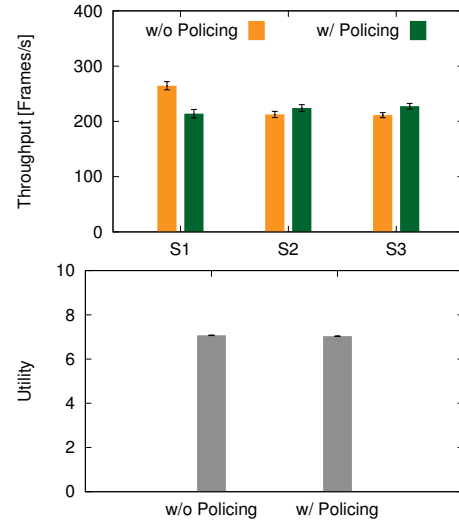 w/o Policing w/ Policing
Throughput [Frames/s]
400
300
200
100
0
S1 S2 S3
Utility
10
8
6
4
2
0
w/o Policing w/ Policing